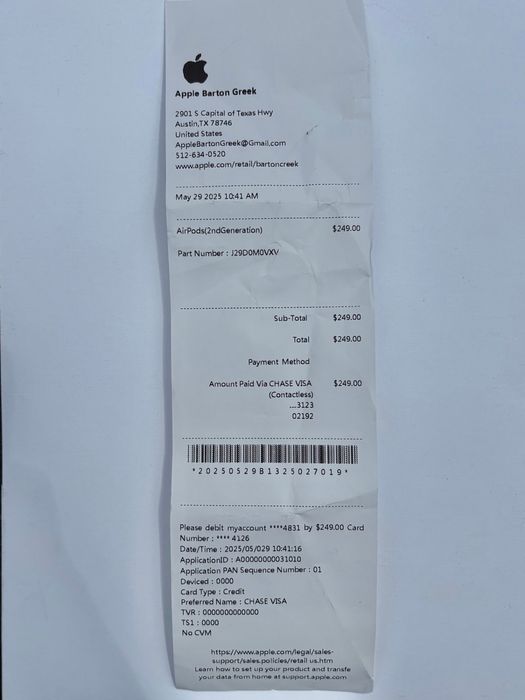 Apple Barton Greek
2901 S Capital of Texas Hwy
Austin,TX 78746
United States
AppleBartonGreek@Gmail.com
512-634-0520
www.apple.com/retail/bartoncreek
May 29 2025 10:41 AM
AirPods(2ndGeneration) $249.00
Part Number : J29D0M0VXV
Sub-Total $249.00
Total $249.00
Payment Method
Amount Paid Via CHASE VISA $249.00
(Contactless)
...3123
02192
*20250529B1325027019*
Please debit myaccount ****4831 by $249.00 Card
Number : **** 4126
Date/Time : 2025/05/029 10:41:16
ApplicationID : A00000000031010
Application PAN Sequence Number : 01
Deviced : 0000
Card Type : Credit
Preferred Name : CHASE VISA
TVR : 0000000000000
TS1 : 0000
No CVM
https://www.apple.com/legal/sales-
support/sales.policies/retail us.htm
Learn how to set up your product and transfe
your data from home at support.apple.com